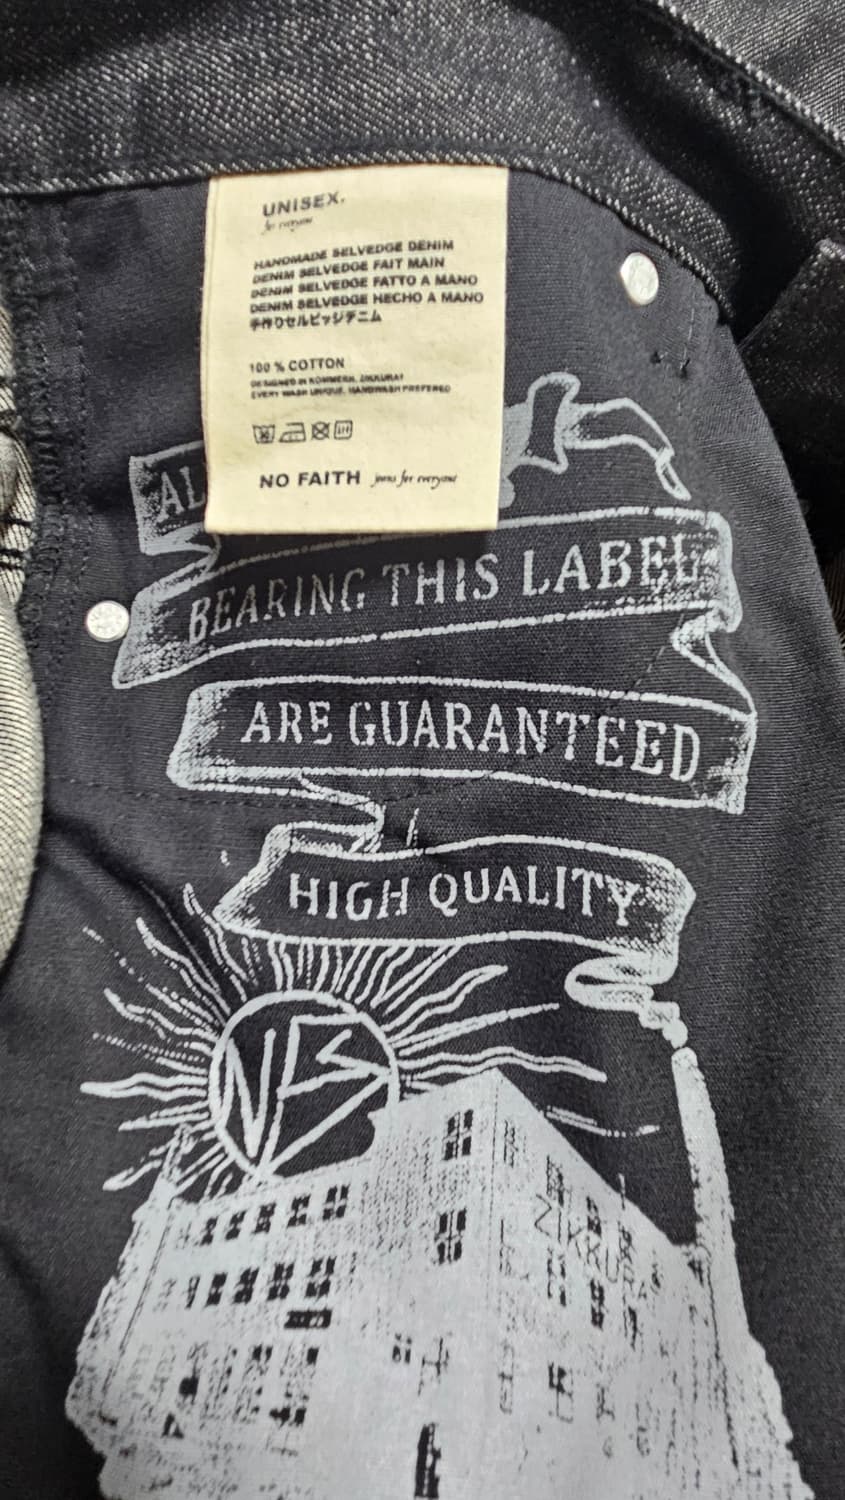 UNISEX.
for everyone
HANDMADE SELVEDGE DENIM
DENIM SELVEDGE FAIT MAIN
DENIM SELVEDGE FATTO A MANO
DENIM SELVEDGE HECHO A MANO
手作りセルビッジデニム
100 % COTTON
DESIGNED IN KOMMERN, ZIKKURAT
EVERY WASH UNIQUE, HANDWASH PREFERED
NO FAITH jeans for everyone
AL
BEARING THIS LABEL
ARE GUARANTEED
HIGH QUALITY
NFS
ZIKKURAT